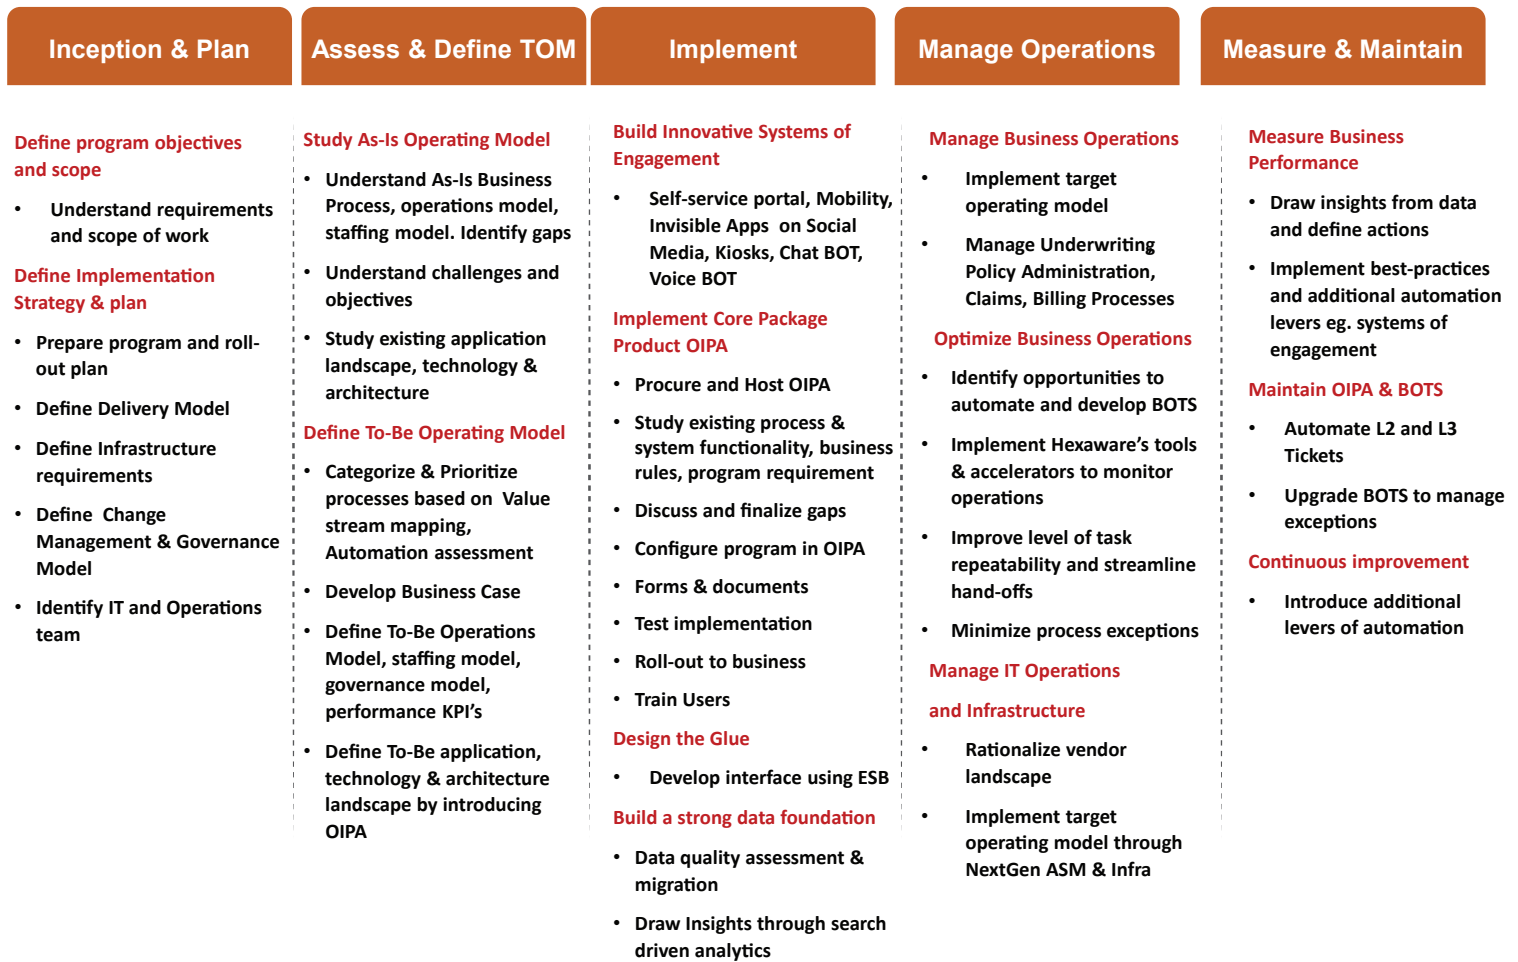 Inception & Plan
Define program objectives
and scope
• Understand requirements
and scope of work
Define Implementation
Strategy & plan
• Prepare program and roll-
out plan
• Define Delivery Model
• Define Infrastructure
requirements
• Define Change
Management & Governance
Model
• Identify IT and Operations
team
Assess & Define TOM
Study As-Is Operating Model
• Understand As-Is Business
Process, operations model,
staffing model. Identify gaps
• Understand challenges and
objectives
• Study existing application
landscape, technology &
architecture
Define To-Be Operating Model
• Categorize & Prioritize
processes based on Value
stream mapping,
Automation assessment
• Develop Business Case
• Define To-Be Operations
Model, staffing model,
governance model,
performance KPI's
• Define To-Be application,
technology & architecture
landscape by introducing
OIPA
Implement
Build Innovative Systems of
Engagement
• Self-service portal, Mobility,
Invisible Apps on Social
Media, Kiosks, Chat BOT,
Voice BOT
Implement Core Package
Product OIPA
• Procure and Host OIPA
• Study existing process &
system functionality, business
rules, program requirement
• Discuss and finalize gaps
• Configure program in OIPA
• Forms & documents
• Test implementation
• Roll-out to business
• Train Users
Design the Glue
• Develop interface using ESB
Build a strong data foundation
• Data quality assessment &
migration
• Draw Insights through search
driven analytics
Manage Operations
Manage Business Operations
• Implement target
operating model
• Manage Underwriting,
Policy Administration,
Claims, Billing Processes
Optimize Business Operations
• Identify opportunities to
automate and develop BOTS
• Implement Hexaware's tools
& accelerators to monitor
operations
• Improve level of task
repeatability and streamline
hand-offs
• Minimize process exceptions
Manage IT Operations
and Infrastructure
• Rationalize vendor
landscape
• Implement target
operating model through
NextGen ASM & Infra
Measure & Maintain
Measure Business
Performance
• Draw insights from data
and define actions
• Implement best-practices
and additional automation
levers eg. systems of
engagement
Maintain OIPA & BOTS
• Automate L2 and L3
Tickets
• Upgrade BOTS to manage
exceptions
Continuous improvement
• Introduce additional
levers of automation